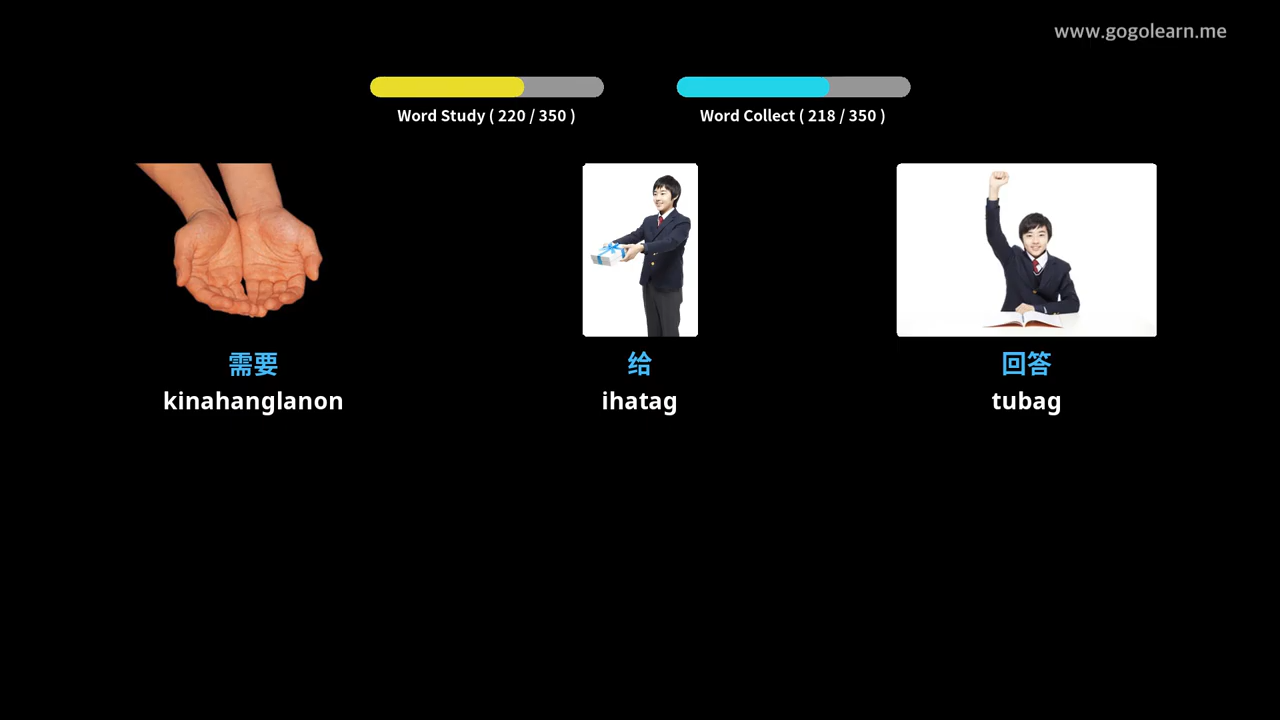 www.gogolearn.me
Word Study ( 220 / 350 )
Word Collect ( 218 / 350 )
需要
给
回答
kinahanglanon
ihatag
tubag